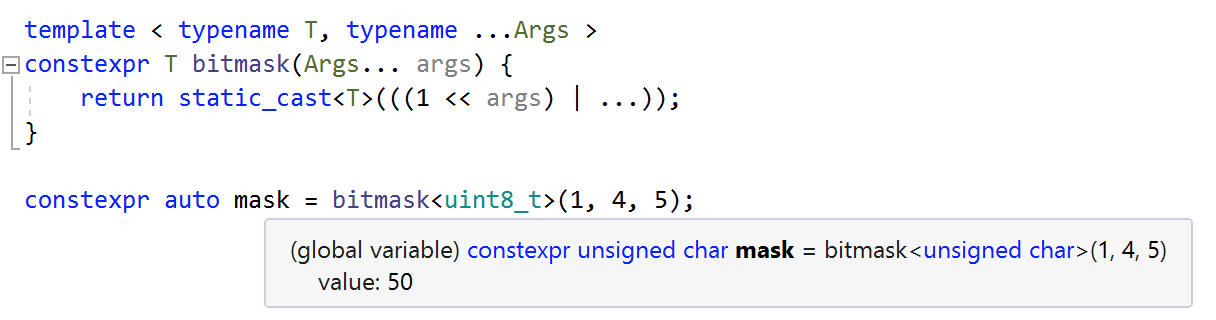 template < typename T, typename ...Args >
constexpr T bitmask(Args... args) {
    return static_cast<T>(((1 << args) | ...));
}
constexpr auto mask = bitmask<uint8_t>(1, 4, 5);
(global variable) constexpr unsigned char mask = bitmask<unsigned char>(1, 4, 5)
value: 50